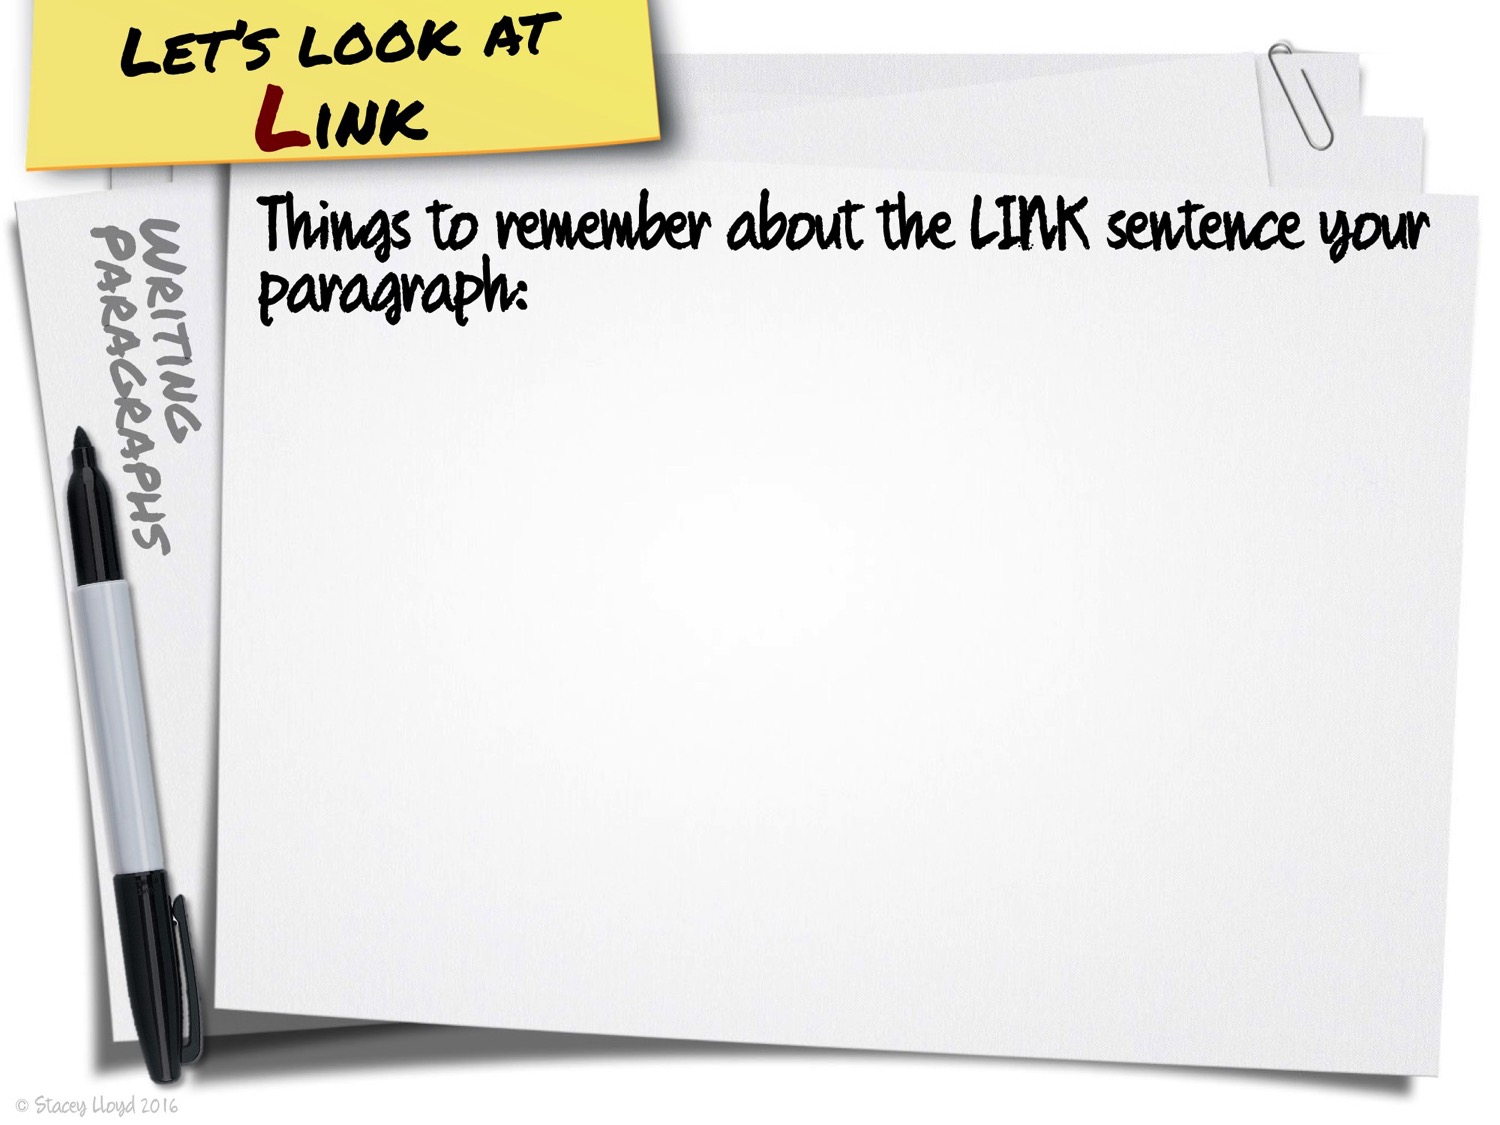 LET'S LOOK AT
LINK
WRITING
PARAGRAPHS
Things to remember about the LINK sentence your
paragraph:
© Stacey Lloyd 2016